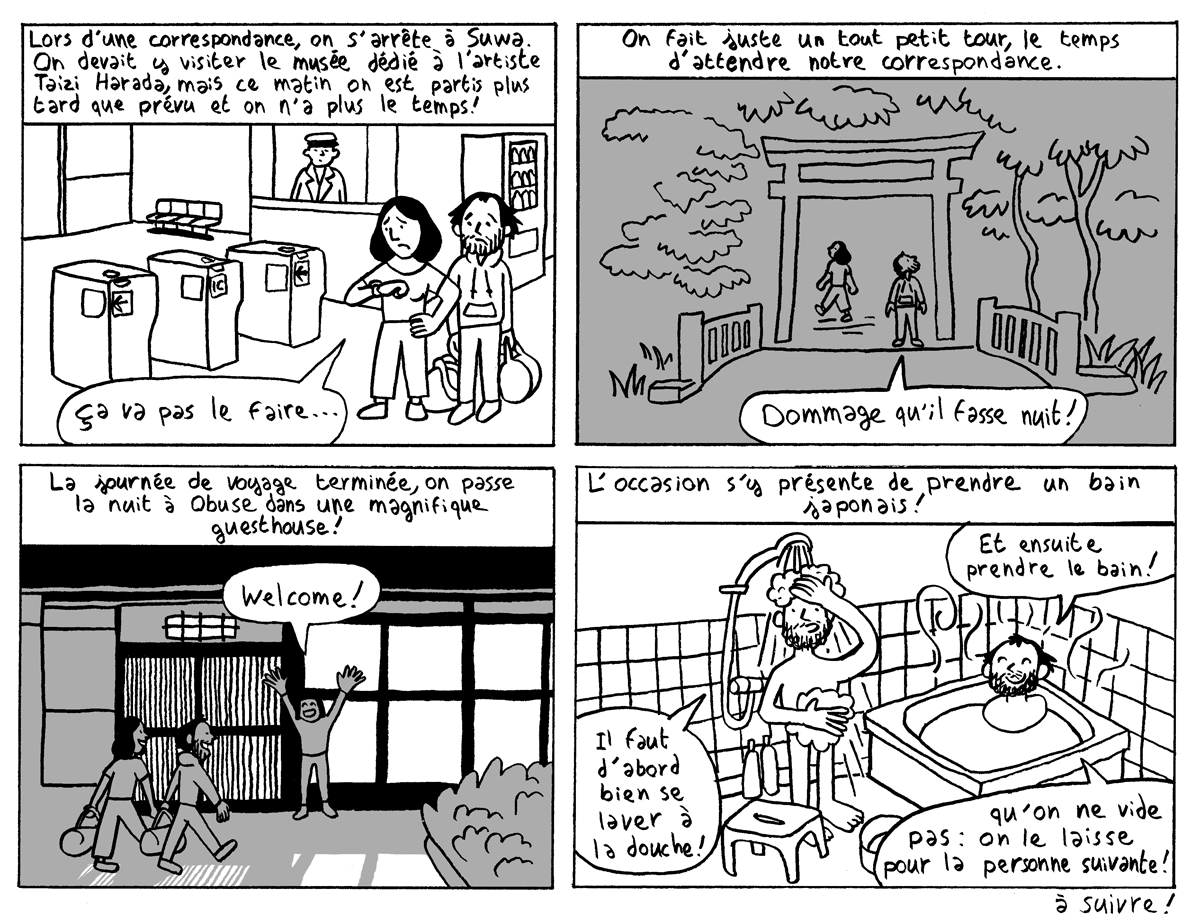 Lors d'une correspondance, on s'arrête à Suwa.
On devait y visiter le musée dédié à l'artiste
Taizi Harada, mais ce matin on est partis plus
tard que prévu et on n'a plus le temps!
IC
ça va pas le faire...
On fait juste un tout petit tour, le temps
d'attendre notre correspondance.
Dommage qu'il fasse nuit!
La journée de voyage terminée, on passe
la nuit à Obuse dans une magnifique
guesthouse!
Welcome!
L'occasion s'y présente de prendre un bain
japonais!
Il faut
d'abord
bien se
laver à
la douche!
Et ensuite
prendre le bain!
qu'on ne vide
pas: on le laisse
pour la personne suivante!
à suivre!